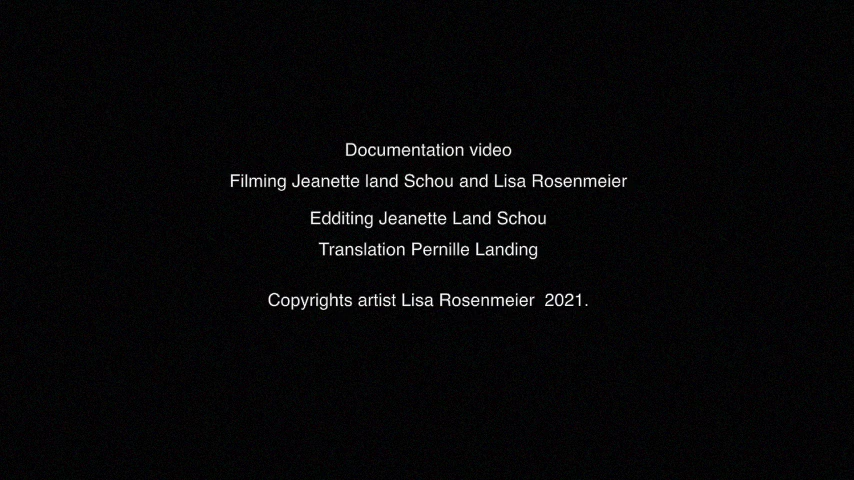 Documentation video
Filming Jeanette land Schou and Lisa Rosenmeier
Edditing Jeanette Land Schou
Translation Pernille Landing
Copyrights artist Lisa Rosenmeier  2021.